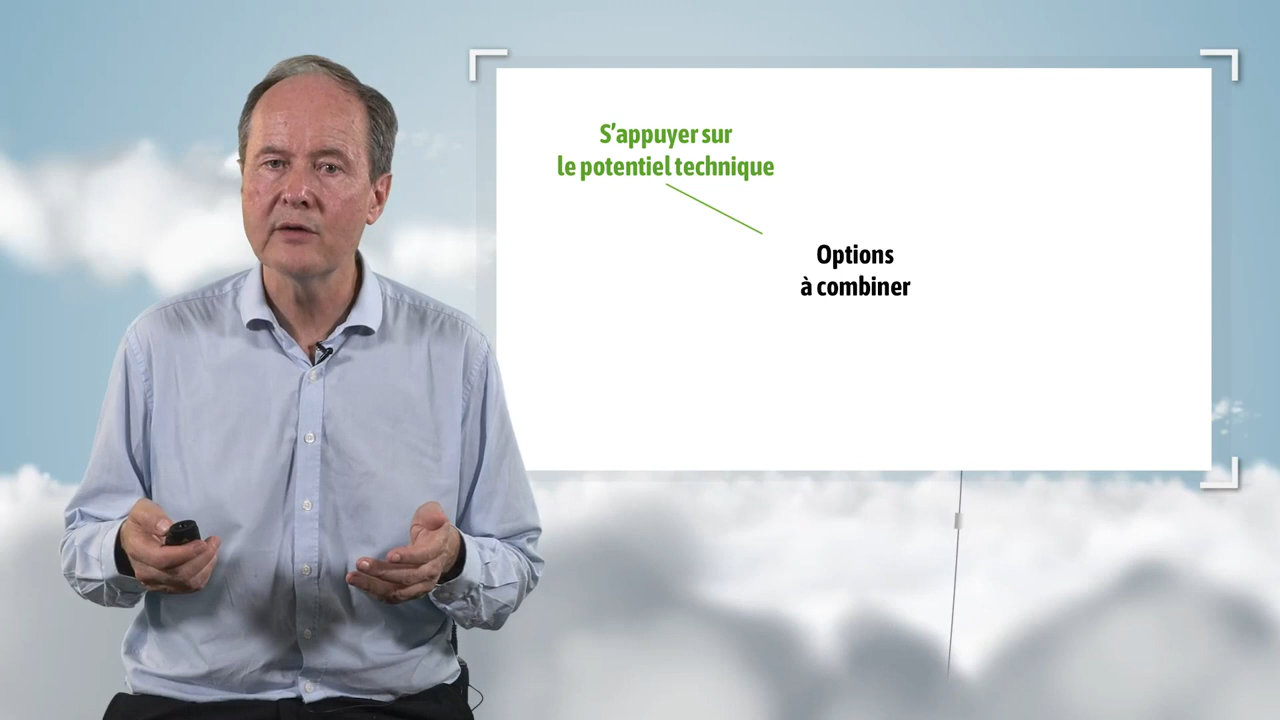 S’appuyer sur
le potentiel technique
Options
à combiner